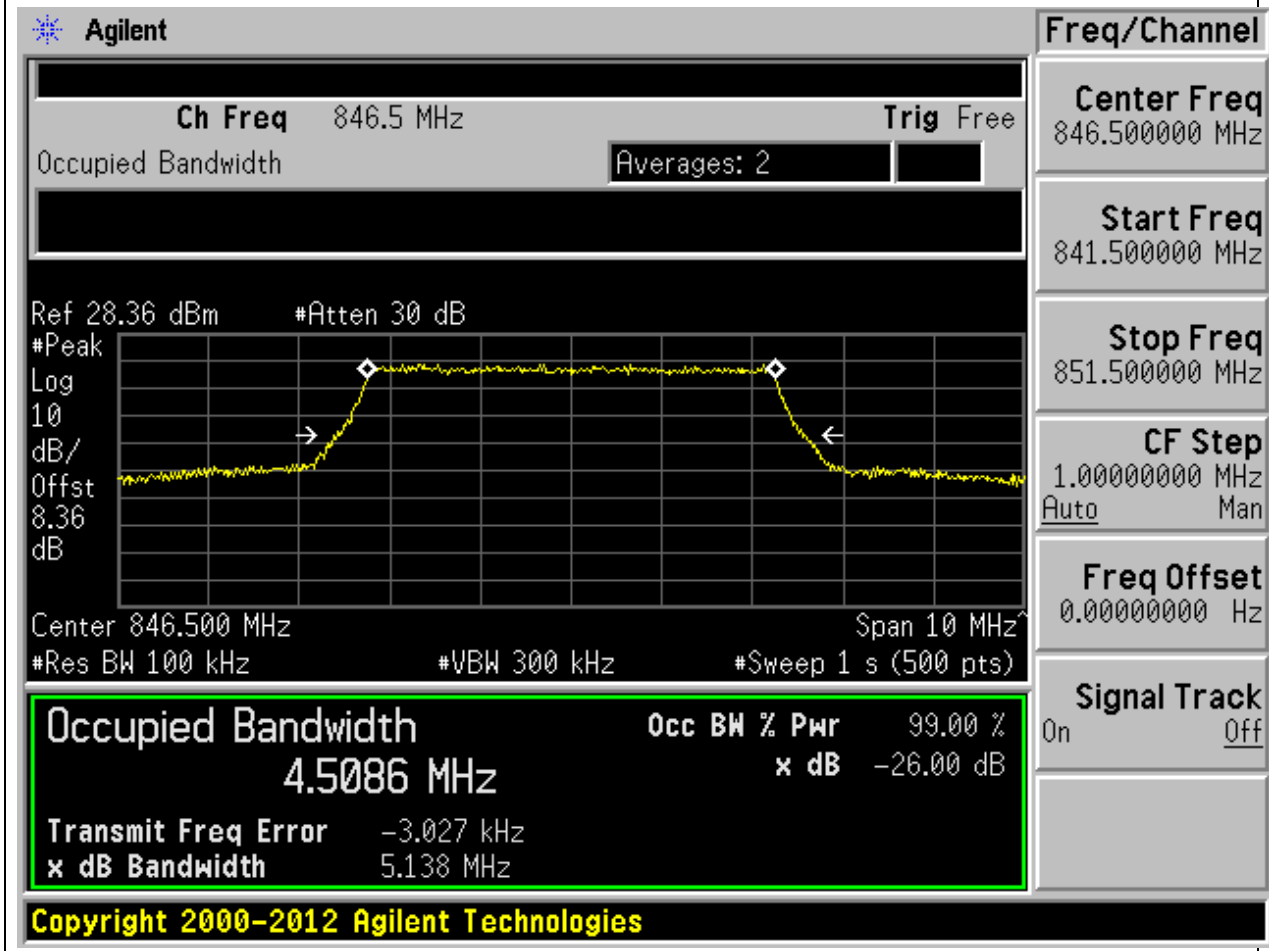 Agilent
Freq/Channel
Ch Freq 846.5 MHz Trig Free
Occupied Bandwidth Averages: 2
Center Freq
846.500000 MHz
Start Freq
841.500000 MHz
Stop Freq
851.500000 MHz
CF Step
1.00000000 MHz
Auto Man
Freq Offset
0.00000000 Hz
Signal Track
On Off
Ref 28.36 dBm #Atten 30 dB
#Peak
Log
10
dB/
Offst
8.36
dB
Center 846.500 MHz Span 10 MHz^
#Res BW 100 kHz #VBW 300 kHz #Sweep 1 s (500 pts)
Occupied Bandwidth Occ BW % Pwr 99.00 %
4.5086 MHz x dB -26.00 dB
Transmit Freq Error -3.027 kHz
x dB Bandwidth 5.138 MHz
Copyright 2000-2012 Agilent Technologies